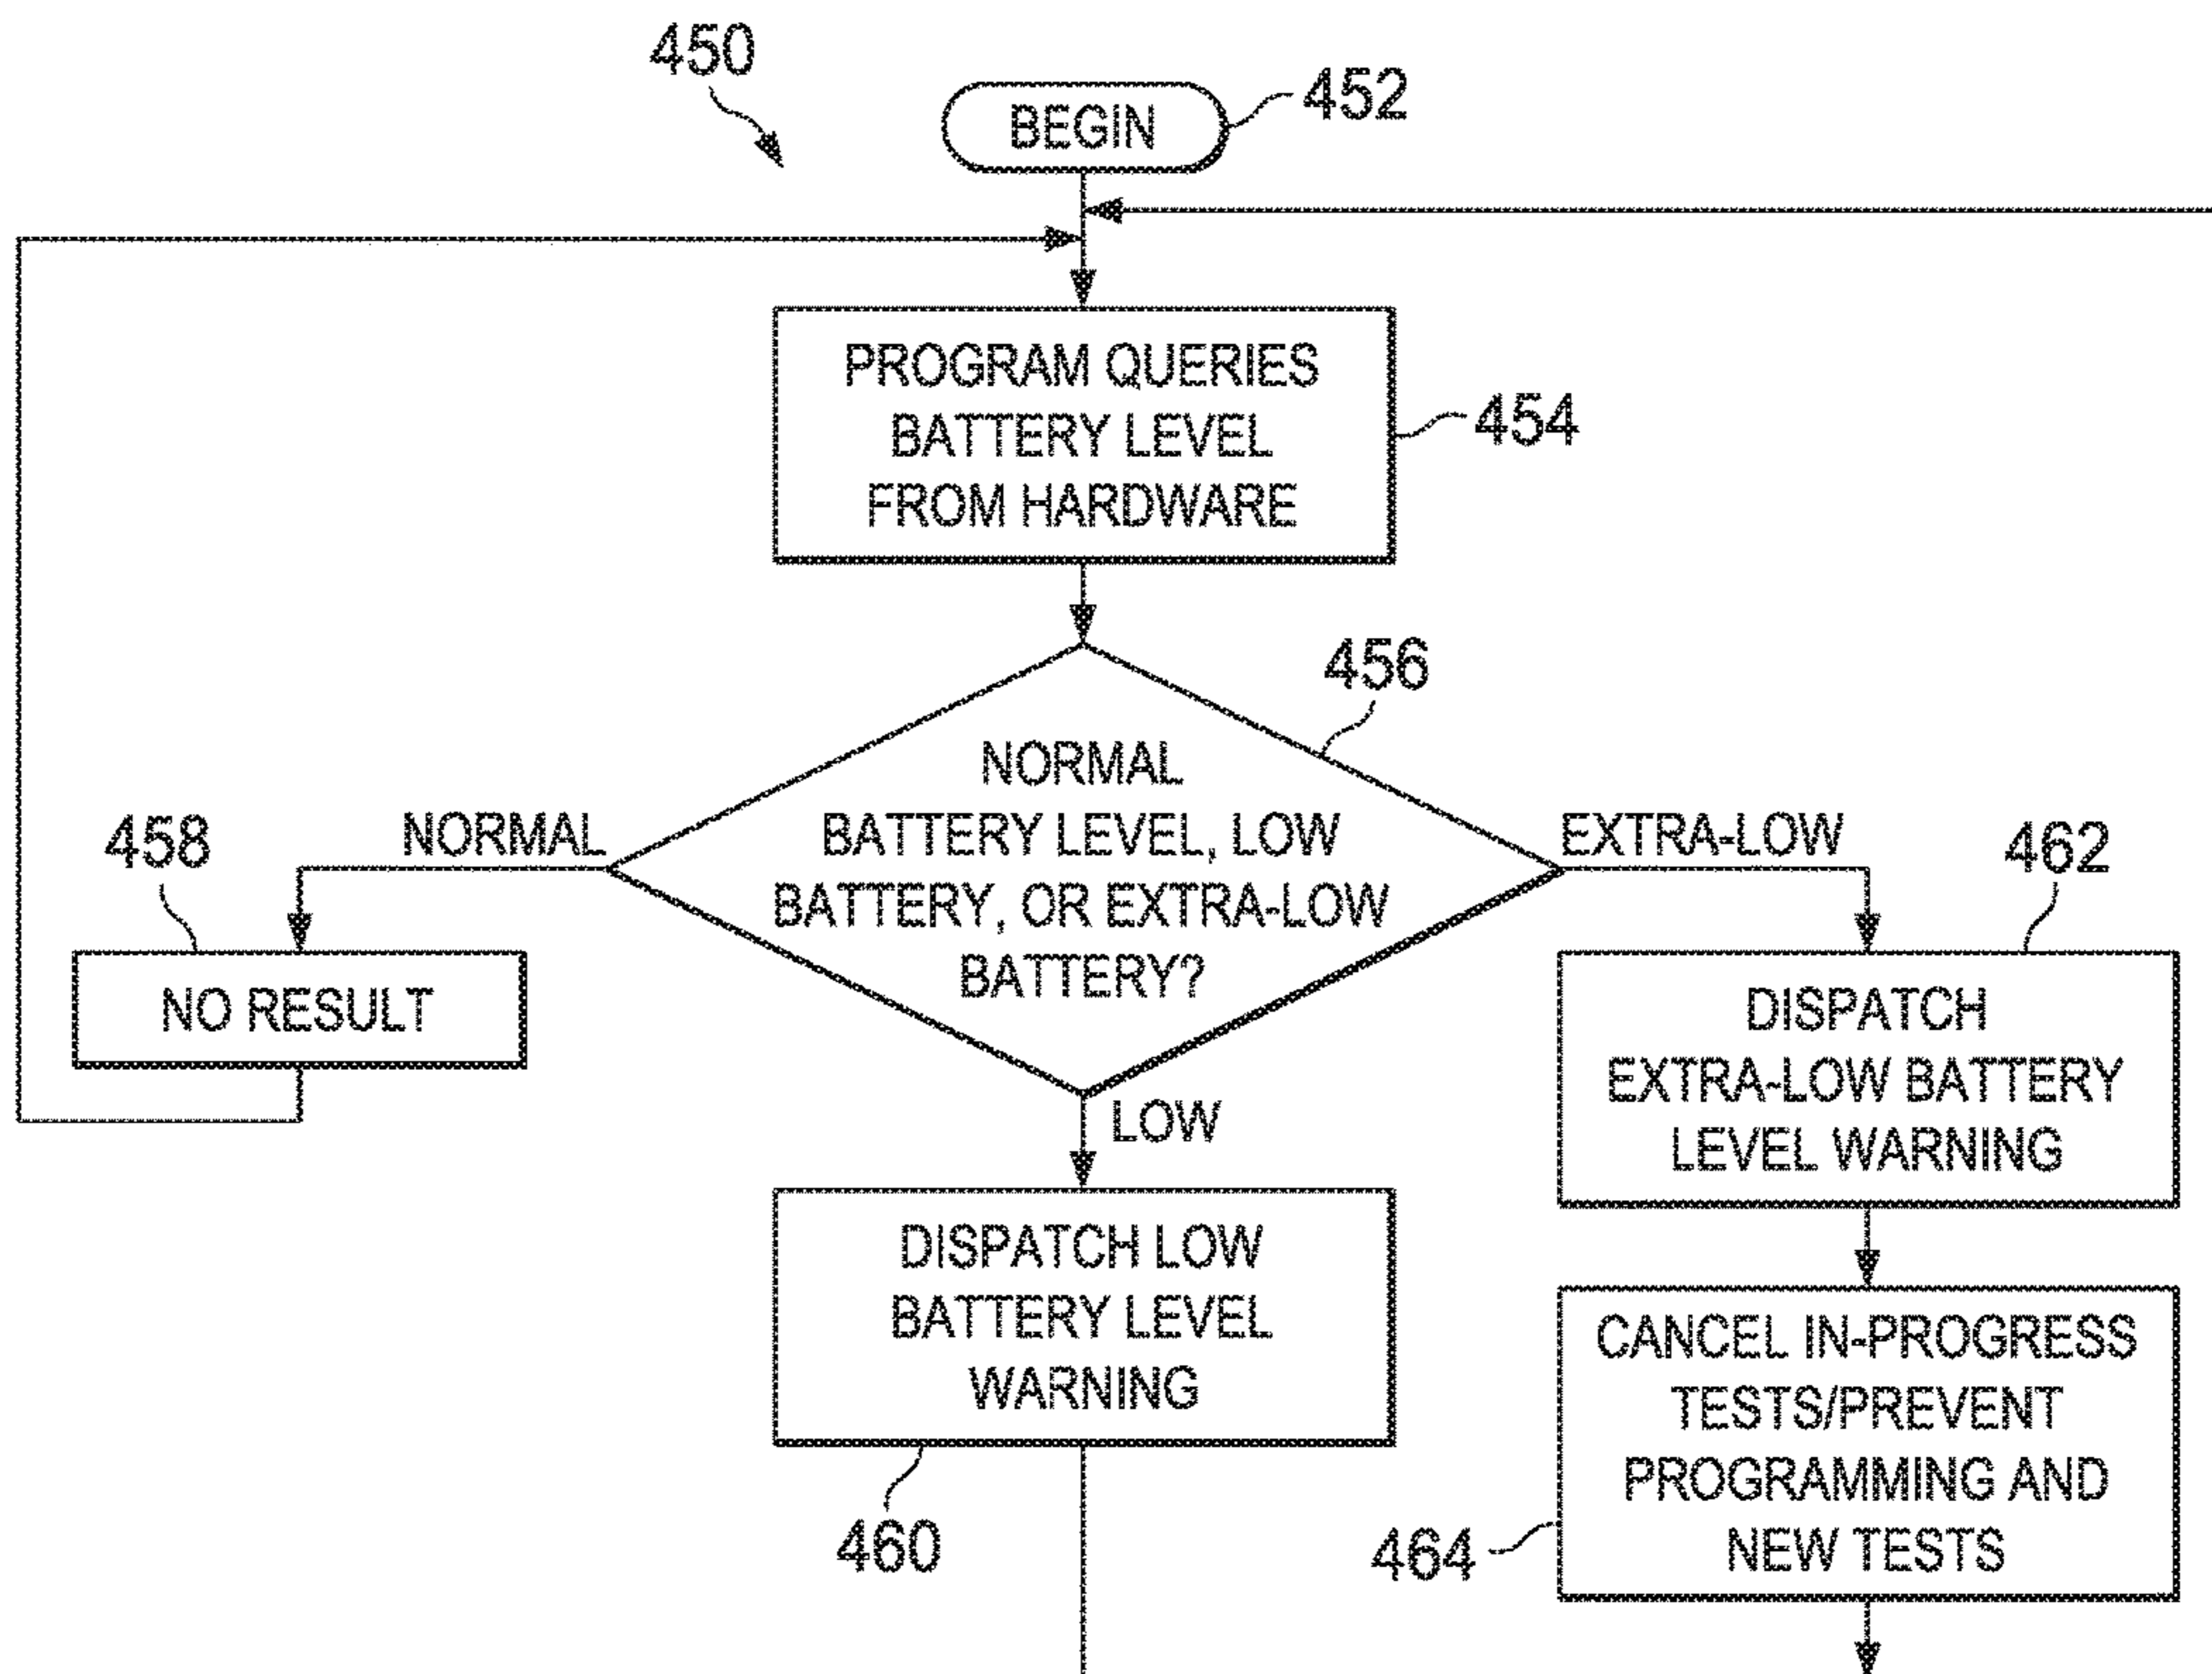 450
BEGIN
452
PROGRAM QUERIES
BATTERY LEVEL
FROM HARDWARE
454
456
NORMAL
BATTERY LEVEL, LOW
BATTERY, OR EXTRA-LOW
BATTERY?
NORMAL
458
NO RESULT
EXTRA-LOW
462
DISPATCH
EXTRA-LOW BATTERY
LEVEL WARNING
LOW
DISPATCH LOW
BATTERY LEVEL
WARNING
460
CANCEL IN-PROGRESS
TESTS/PREVENT
PROGRAMMING AND
NEW TESTS
464